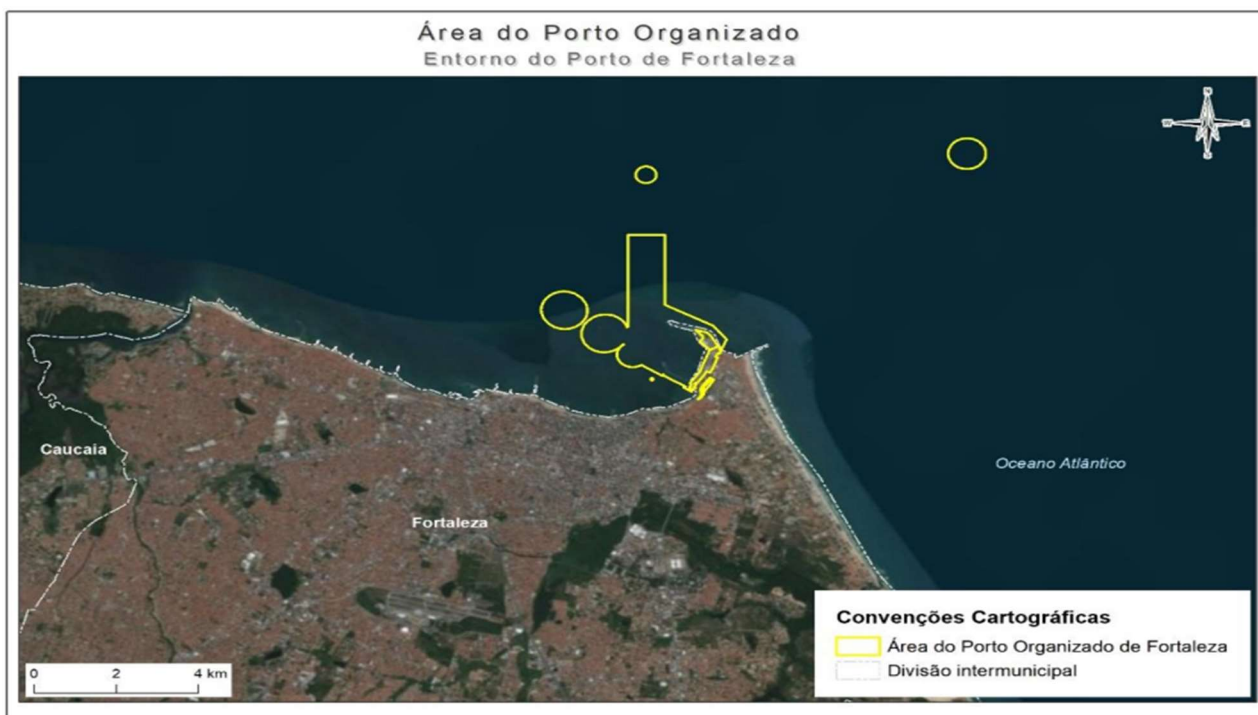 Área do Porto Organizado
Entorno do Porto de Fortaleza
N
W
E
S
Caucaia
Oceano Atlântico
Fortaleza
Convenções Cartográficas
Área do Porto Organizado de Fortaleza
Divisão intermunicipal
0 2 4 km